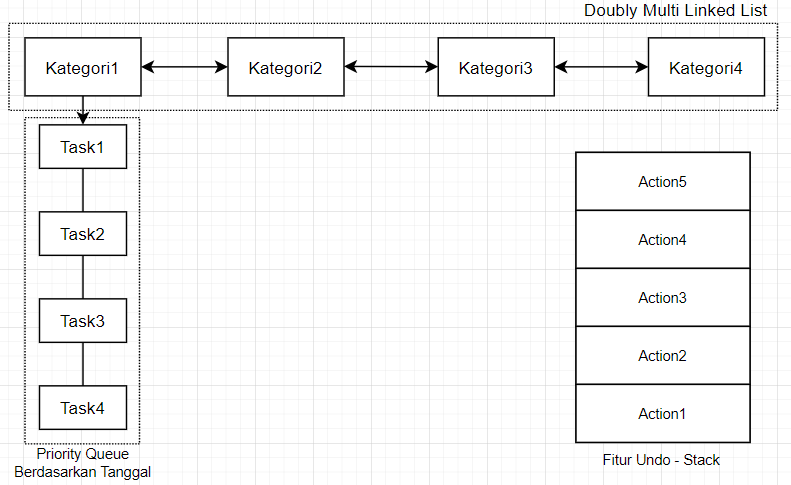 Doubly Multi Linked List
Kategori1
Kategori2
Kategori3
Kategori4
Task1
Task2
Task3
Task4
Priority Queue
Berdasarkan Tanggal
Action5
Action4
Action3
Action2
Action1
Fitur Undo - Stack